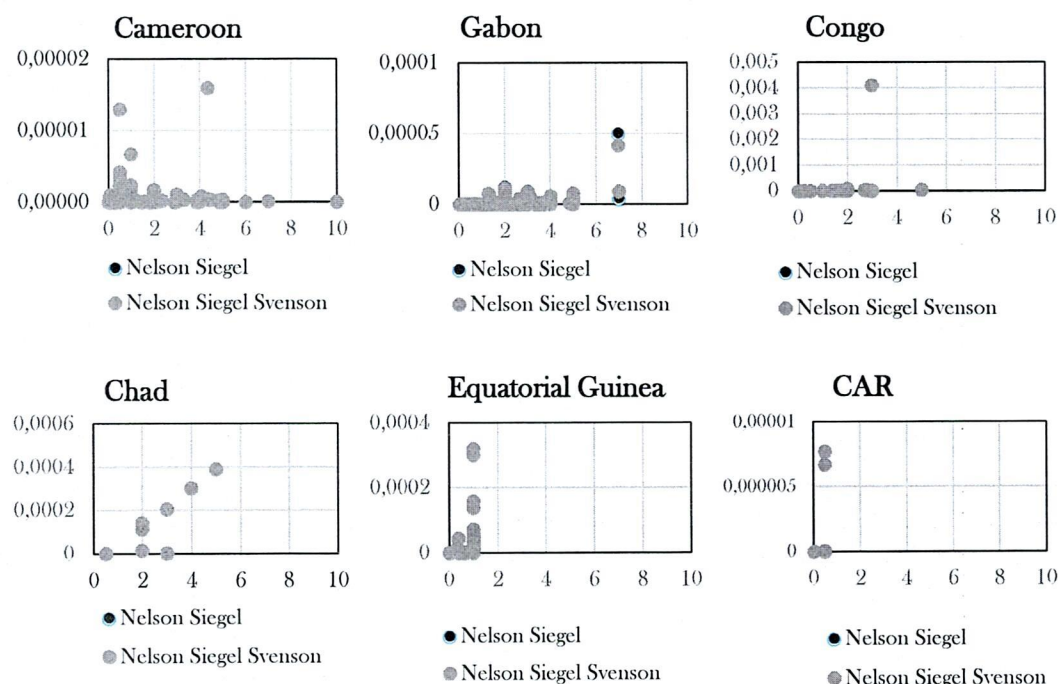 Cameroon
0,00002
0,00001
0,00000
0 2 4 6 8 10
Nelson Siegel
Nelson Siegel Svenson
Gabon
0,0001
0,00005
0
0 2 4 6 8 10
Nelson Siegel
Nelson Siegel Svenson
Congo
0,005
0,004
0,003
0,002
0,001
0
0 2 4 6 8 10
Nelson Siegel
Nelson Siegel Svenson
Chad
0,0006
0,0004
0,0002
0
0 2 4 6 8 10
Nelson Siegel
Nelson Siegel Svenson
Equatorial Guinea
0,0004
0,0002
0
0 2 4 6 8 10
Nelson Siegel
Nelson Siegel Svenson
CAR
0,00001
0,000005
0
0 2 4 6 8 10
Nelson Siegel
Nelson Siegel Svenson